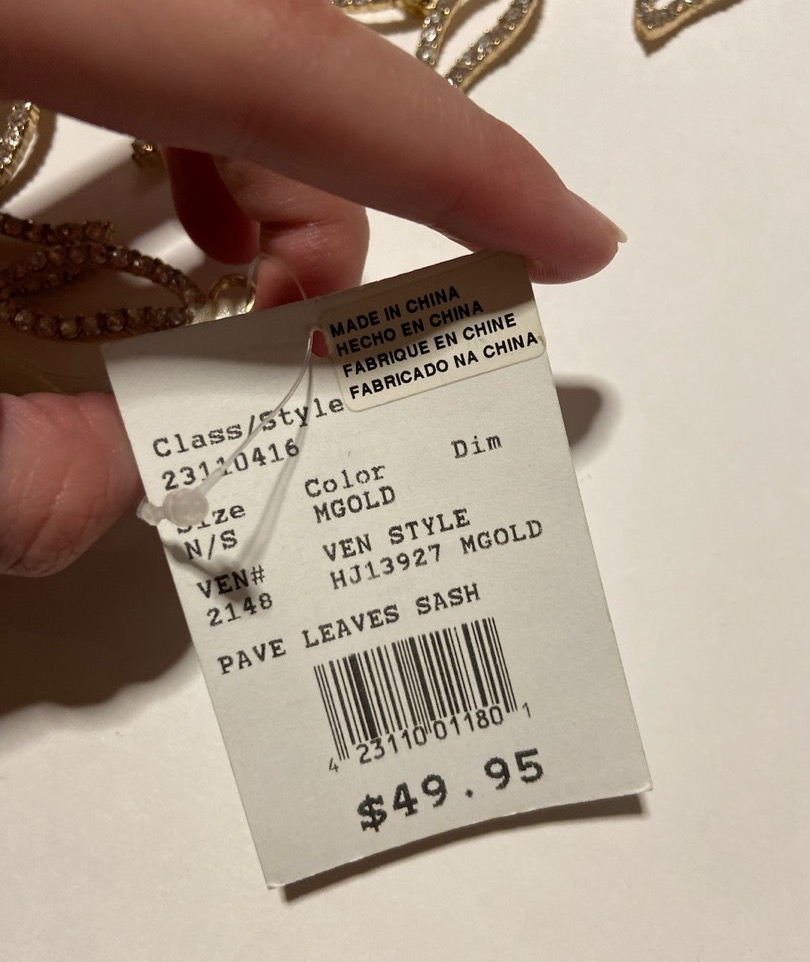 MADE IN CHINA
HECHO EN CHINA
FABRIQUE EN CHINE
FABRICADO NA CHINA
Class/Style
23110416
Size Color Dim
N/S MGOLD
VEN# VEN STYLE
2148 HJ13927 MGOLD
PAVE LEAVES SASH
4 23110 01180 1
$49.95